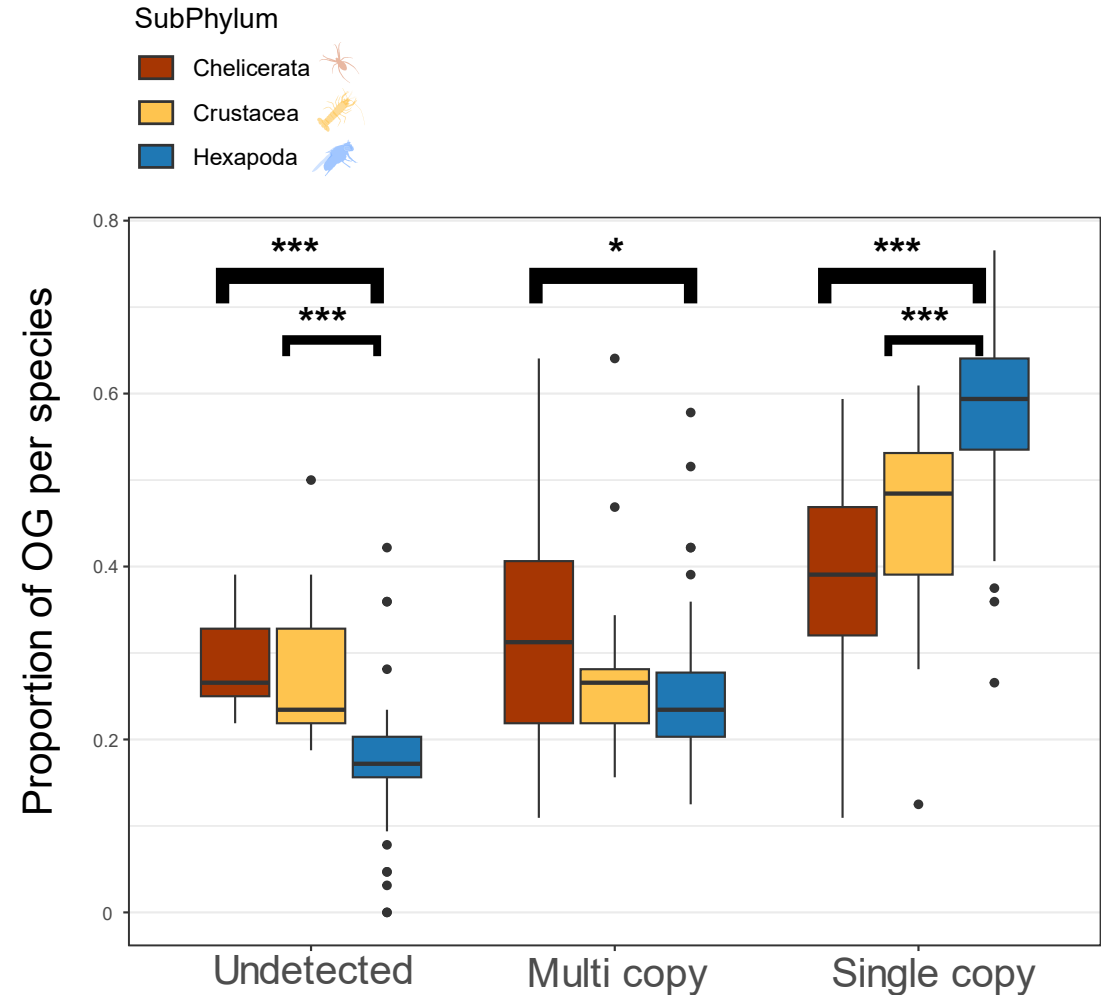 SubPhylum
Chelicerata
Crustacea
Hexapoda
Proportion of OG per species
0.8
0.6
0.4
0.2
0
*** * ***
*** ***
Undetected Multi copy Single copy